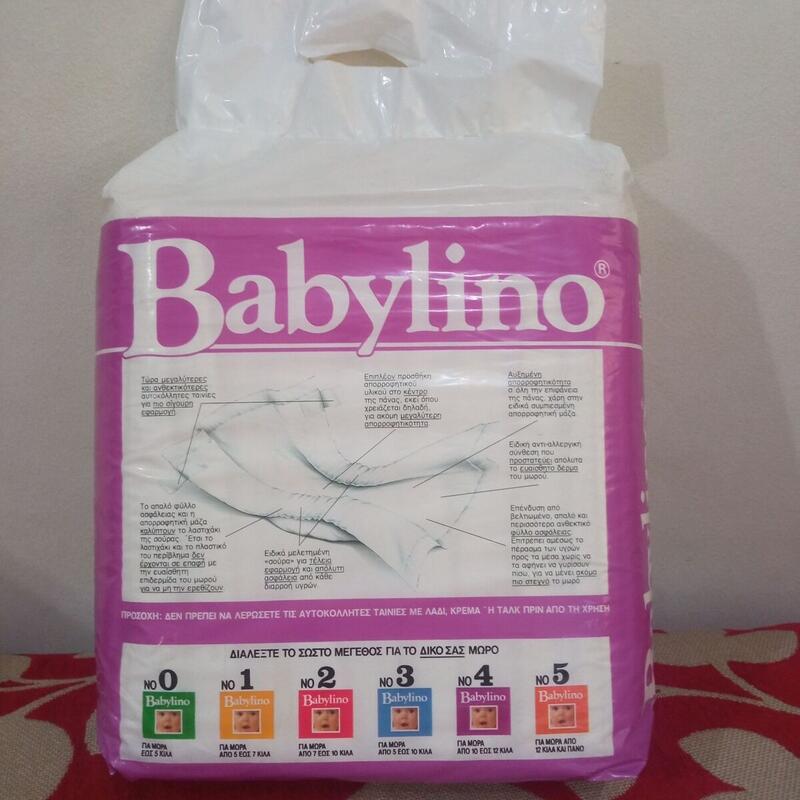 Babylino®
Τώρα μεγαλύτερες
και ανθεκτικότερες
αυτοκόλλητες ταινίες
για πιο σίγουρη
εφαρμογή.
Επιπλέον προσθήκη
απορροφητικού
υλικού στο κέντρο
της πάνας, εκεί όπου
χρειάζεται δηλαδή,
για ακόμη μεγαλύτερη
απορροφητικότητα.
Αυξημένη
απορροφητικότητα
σ όλη την επιφάνεια
της πάνας, χάρη στην
ειδικά συμπιεσμένη
απορροφητική μάζα.
Ειδική αντι-αλλεργική
σύνθεση που
προστατεύει απόλυτα
το ευαίσθητο δέρμα
του μωρού.
Το απαλό φύλλο
ασφάλειας και η
απορροφητική μάζα
καλύπτουν το λαστιχάκι
της σούρας. Έτσι το
λαστιχάκι και το πλαστικό
του περίβλημα δεν
έρχονται σε επαφή με
την ευαίσθητη
επιδερμίδα του μωρού
για να μην την ερεθίζουν
Ειδικά μελετημένη
«σούρα» για τέλεια
εφαρμογή και απόλυτη
ασφάλεια από κάθε
διαρροή υγρών.
Επένδυση από
βελτιωμένο, απαλό και
περισσότερο ανθεκτικό
φύλλο ασφάλειας.
Επιτρέπει αμέσως το
πέρασμα των υγρών
προς τα μέσα χωρίς να
τα αφήνει να γυρίσουν
πίσω, για να μένει ακόμα
πιο στεγνό το μωρό
ΠΡΟΣΟΧΗ: ΔΕΝ ΠΡΕΠΕΙ ΝΑ ΛΕΡΩΣΕΤΕ ΤΙΣ ΑΥΤΟΚΟΛΛΗΤΕΣ ΤΑΙΝΙΕΣ ΜΕ ΛΑΔΙ, ΚΡΕΜΑ ΄Η ΤΑΛΚ ΠΡΙΝ ΑΠΟ ΤΗ ΧΡΗΣΗ
ΔΙΑΛΕΞΤΕ ΤΟ ΣΩΣΤΟ ΜΕΓΕΘΟΣ ΓΙΑ ΤΟ ΔΙΚΟ ΣΑΣ ΜΩΡΟ
NO 0 NO 1 NO 2 NO 3 NO 4 NO 5
Babylino Babylino Babylino Babylino Babylino Babylino
ΓΙΑ ΜΩΡΑ
ΕΩΣ 5 ΚΙΛΑ
ΓΙΑ ΜΩΡΑ
ΑΠΟ 5 ΕΩΣ 7 ΚΙΛΑ
ΓΙΑ ΜΩΡΑ
ΑΠΟ 7 ΕΩΣ 10 ΚΙΛΑ
ΓΙΑ ΜΩΡΑ
ΑΠΟ 5 ΕΩΣ 10 ΚΙΛΑ
ΓΙΑ ΜΩΡΑ
ΑΠΟ 10 ΕΩΣ 12 ΚΙΛΑ
ΓΙΑ ΜΩΡΑ ΑΠΟ
12 ΚΙΛΑ ΚΑΙ ΠΑΝΩ